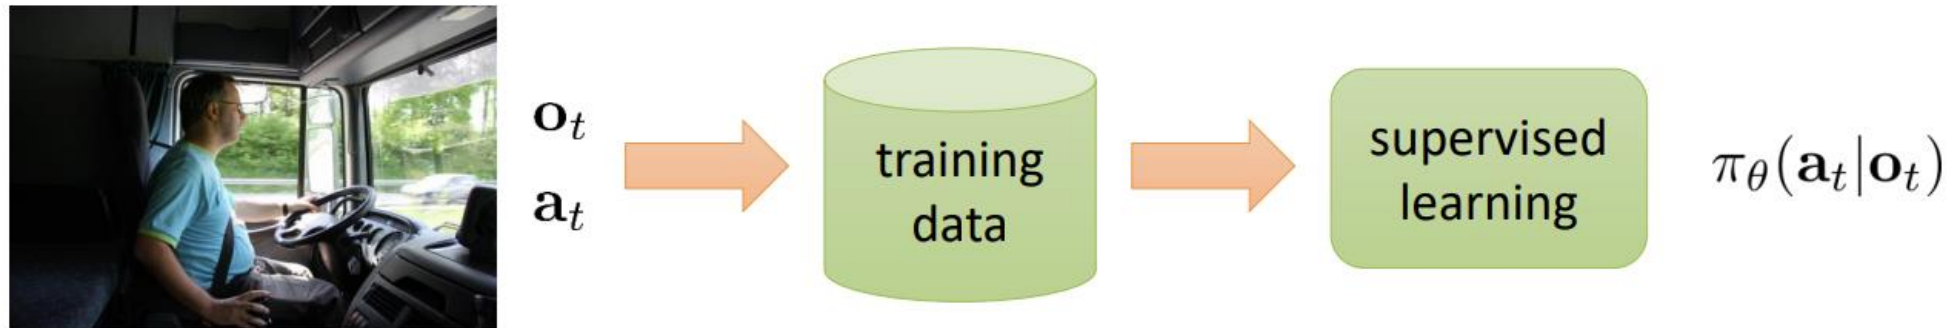 o_t
a_t
training
data
supervised
learning
π_θ(a_t|o_t)